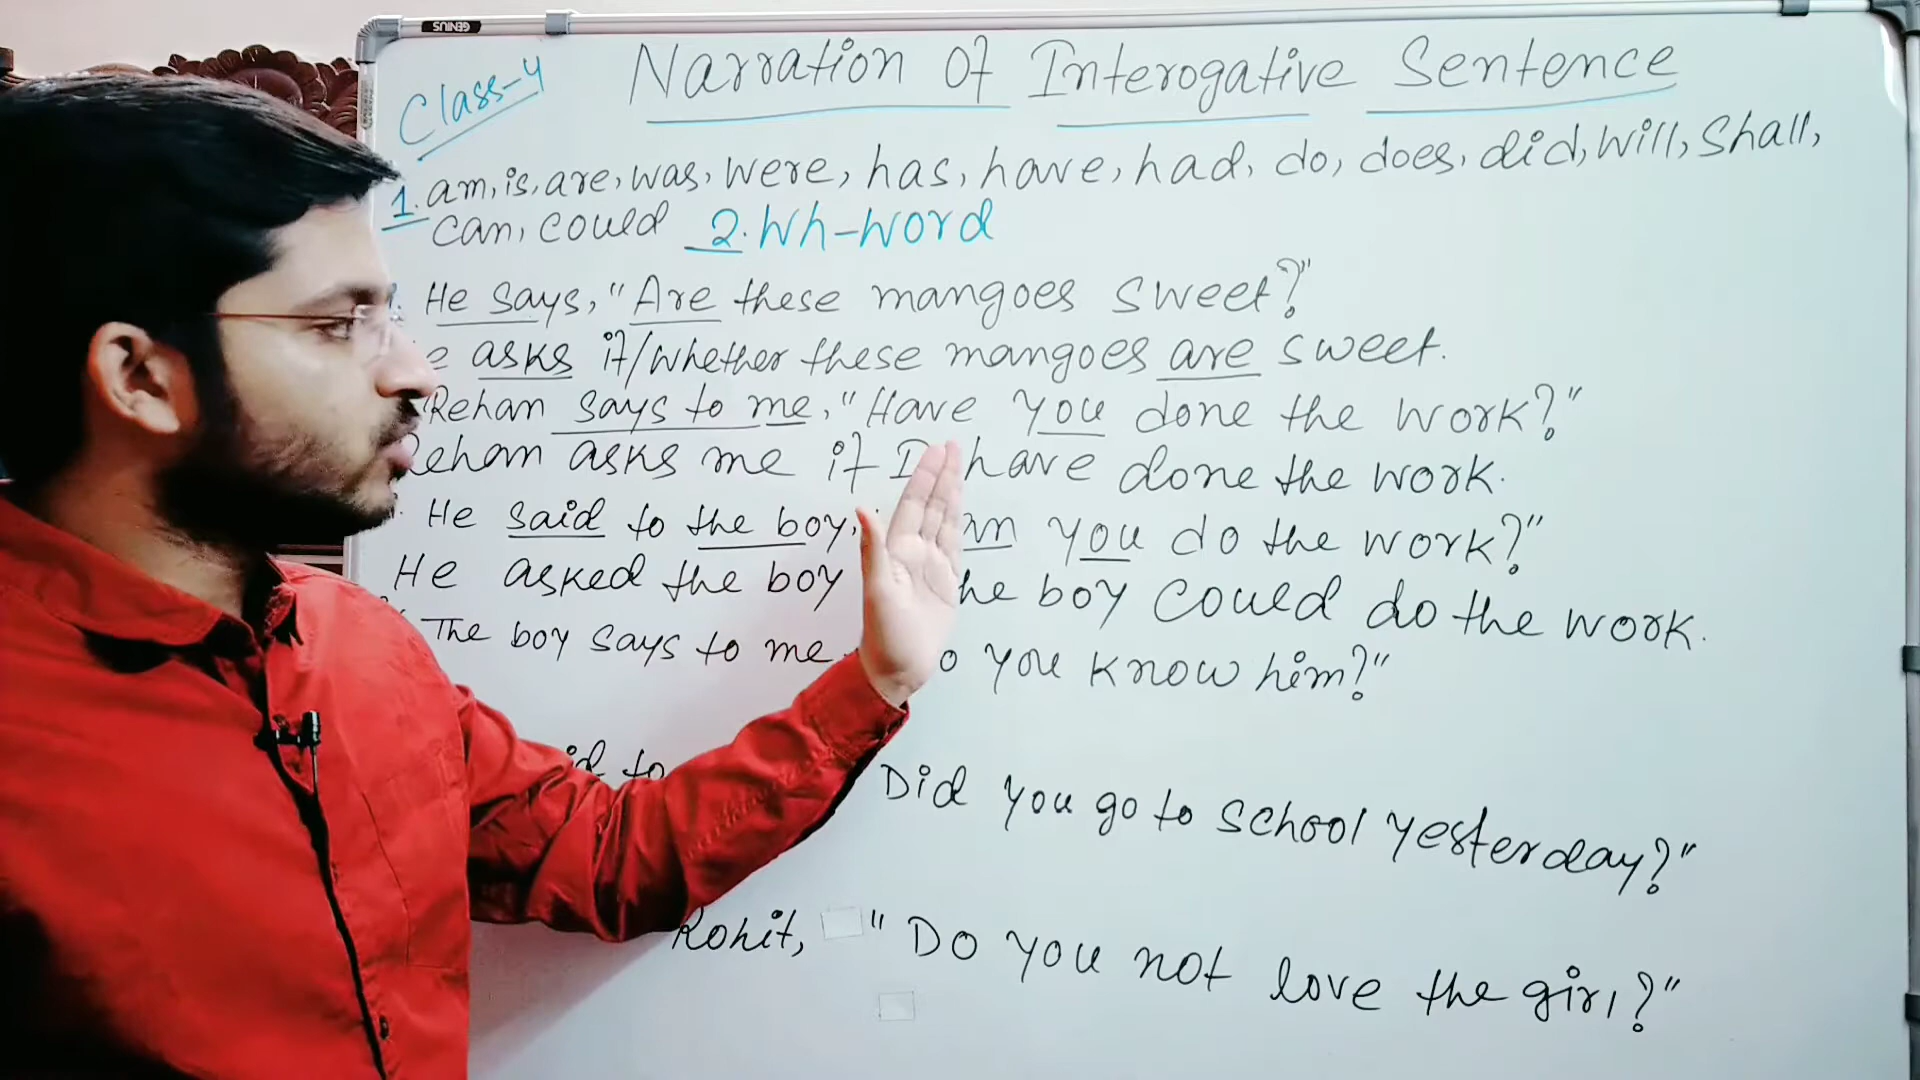 GENIUS
Class-4
Narration Of Interogative Sentence
1. am, is, are, was, were, has, have, had, do, does, did, will, Shall,
can, could 2. Wh-word
He says, "Are these mangoes sweet?"
asks if/whether these mangoes are sweet.
Rehan says to me, "Have you done the work?"
Rehan asks me if I have done the work.
He said to the boy, you do the work?"
He asked the boy the boy could do the work.
The boy says to me you know him?"
to Did you go to school yesterday?"
Rohit, "Do you not love the girl?"